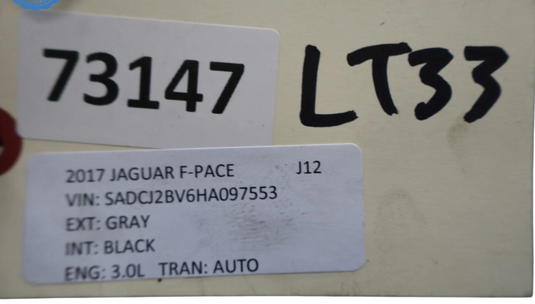 73147
LT33
2017 JAGUAR F-PACE J12
VIN: SADCJ2BV6HA097553
EXT: GRAY
INT: BLACK
ENG: 3.0L TRAN: AUTO